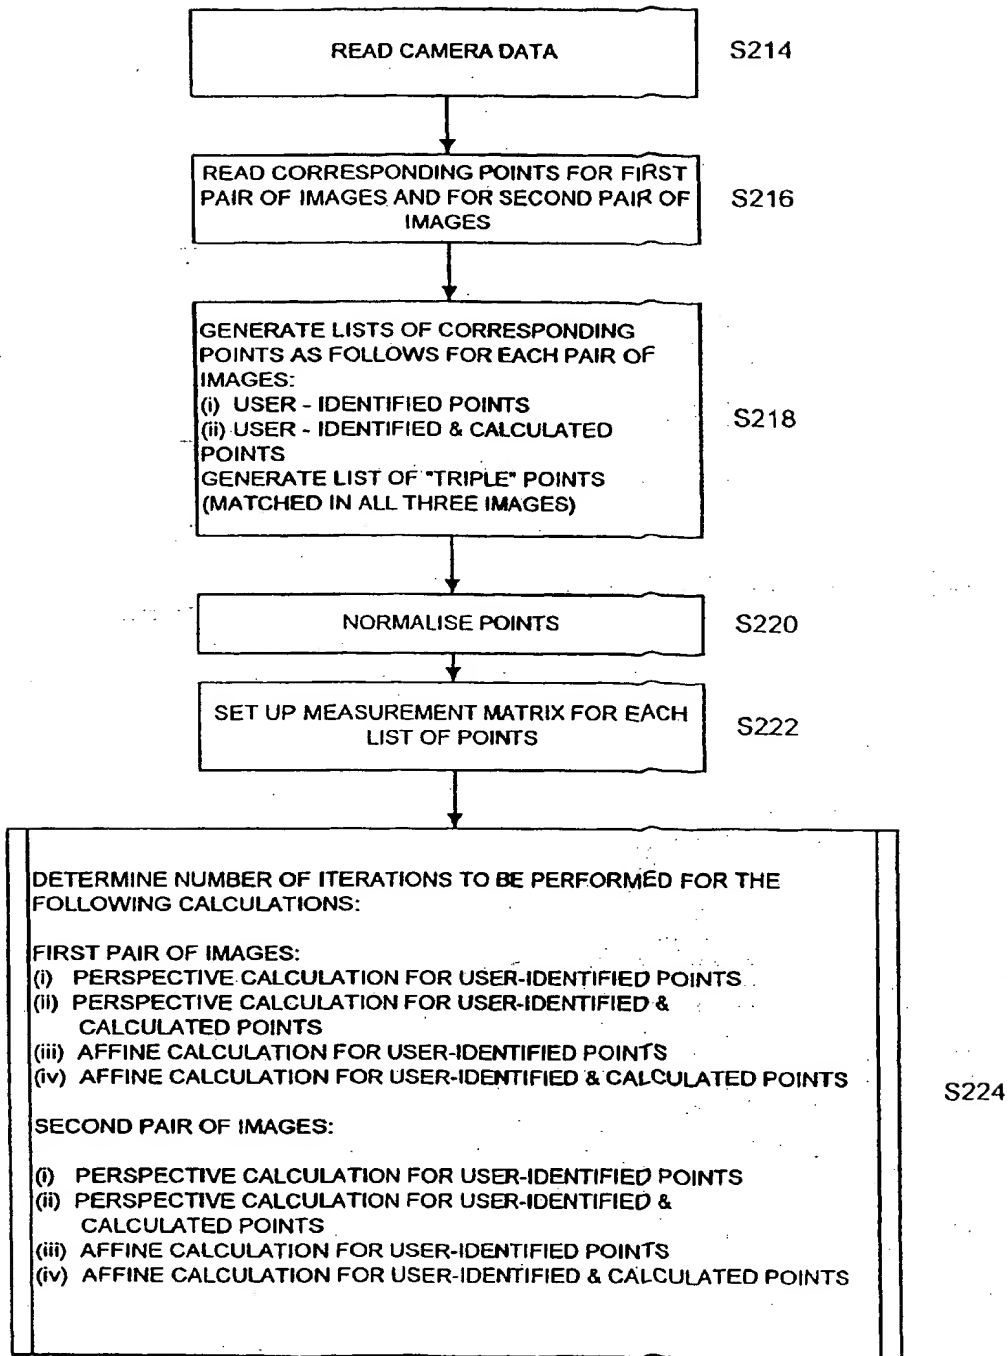 READ CAMERA DATA
S214
READ CORRESPONDING POINTS FOR FIRST
PAIR OF IMAGES AND FOR SECOND PAIR OF
IMAGES
S216
GENERATE LISTS OF CORRESPONDING
POINTS AS FOLLOWS FOR EACH PAIR OF
IMAGES:
(i) USER - IDENTIFIED POINTS
(ii) USER - IDENTIFIED & CALCULATED
POINTS
GENERATE LIST OF "TRIPLE" POINTS
(MATCHED IN ALL THREE IMAGES)
S218
NORMALISE POINTS
S220
SET UP MEASUREMENT MATRIX FOR EACH
LIST OF POINTS
S222
DETERMINE NUMBER OF ITERATIONS TO BE PERFORMED FOR THE
FOLLOWING CALCULATIONS:
FIRST PAIR OF IMAGES:
(i) PERSPECTIVE CALCULATION FOR USER-IDENTIFIED POINTS
(ii) PERSPECTIVE CALCULATION FOR USER-IDENTIFIED &
CALCULATED POINTS
(iii) AFFINE CALCULATION FOR USER-IDENTIFIED POINTS
(iv) AFFINE CALCULATION FOR USER-IDENTIFIED & CALCULATED POINTS
S224
SECOND PAIR OF IMAGES:
(i) PERSPECTIVE CALCULATION FOR USER-IDENTIFIED POINTS
(ii) PERSPECTIVE CALCULATION FOR USER-IDENTIFIED &
CALCULATED POINTS
(iii) AFFINE CALCULATION FOR USER-IDENTIFIED POINTS
(iv) AFFINE CALCULATION FOR USER-IDENTIFIED & CALCULATED POINTS